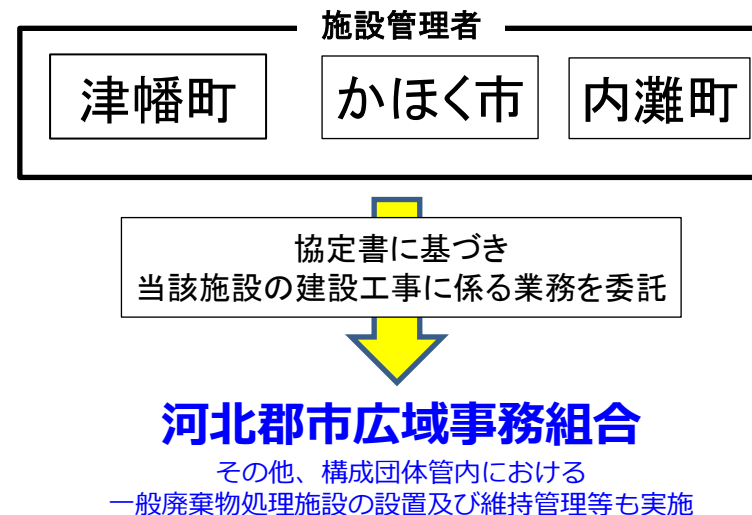 施設管理者
津幡町
かほく市
内灘町
協定書に基づき
当該施設の建設工事に係る業務を委託
河北郡市広域事務組合
その他、構成団体管内における
一般廃棄物処理施設の設置及び維持管理等も実施